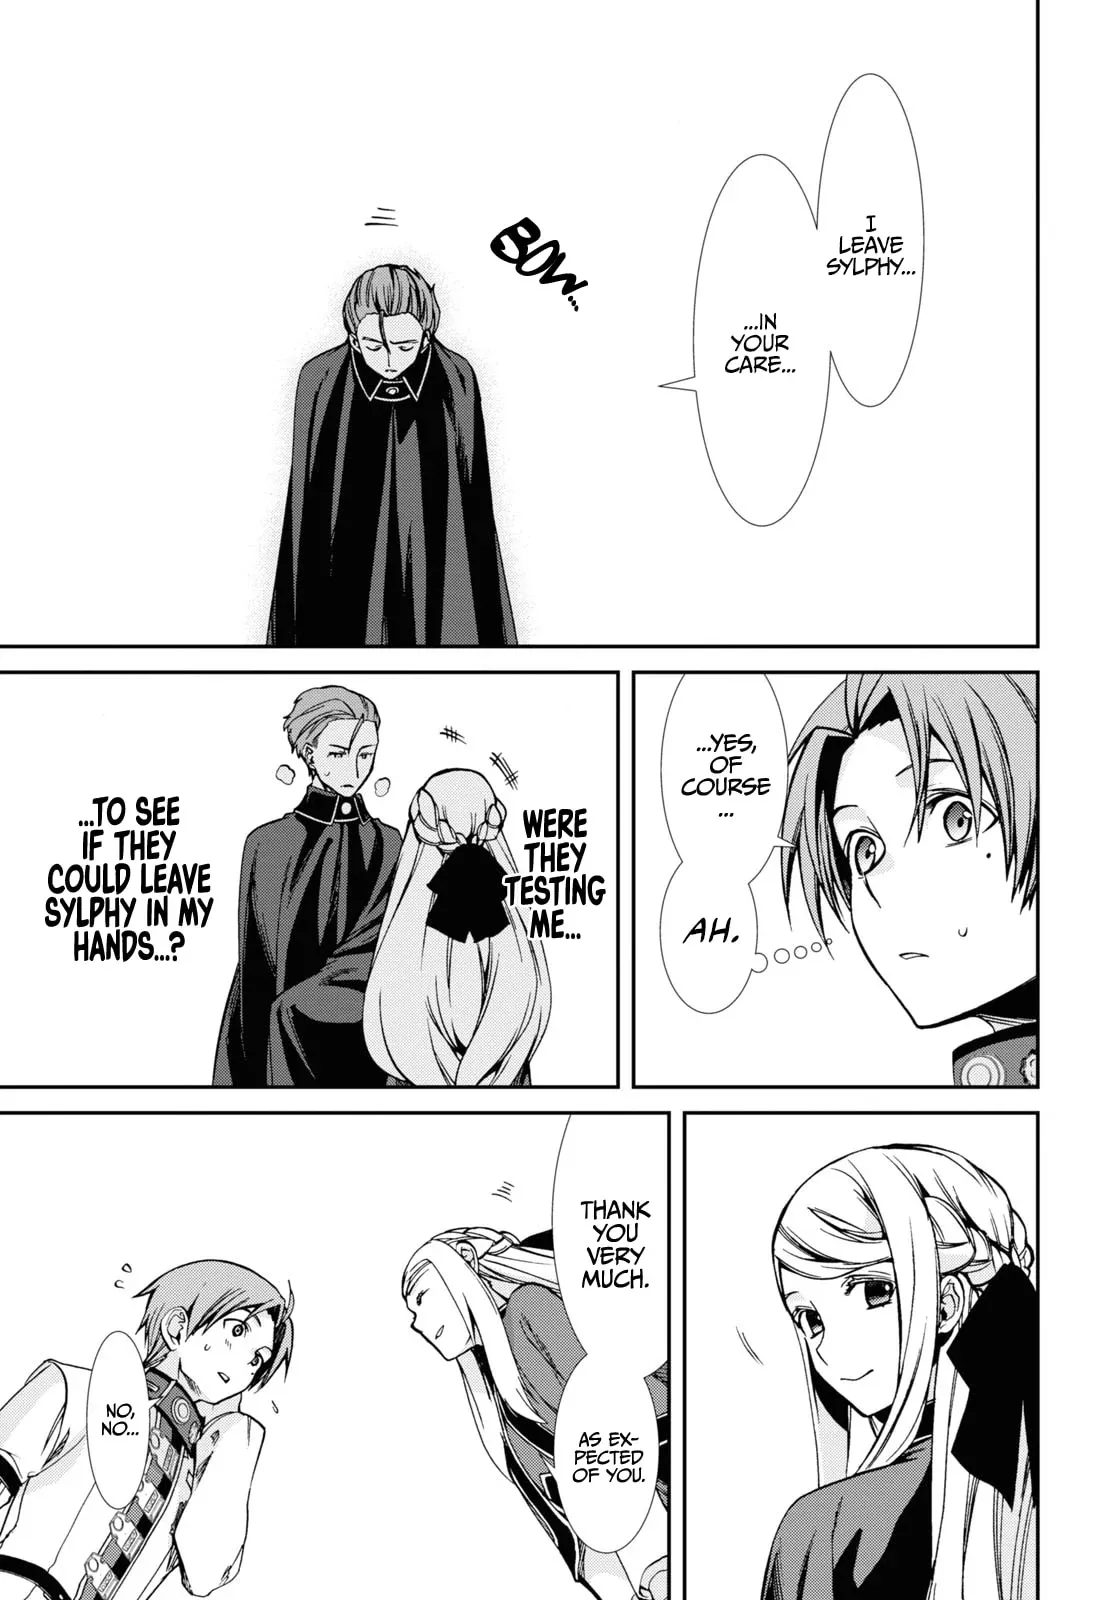 I
LEAVE
SYLPHY...
...IN
YOUR
CARE...
BOW...
...YES,
OF
COURSE
...
AH.
WERE
THEY
TESTING
ME...
...TO SEE
IF THEY
COULD LEAVE
SYLPHY IN MY
HANDS...?
THANK
YOU
VERY
MUCH.
AS EX-
PECTED
OF YOU.
NO,
NO...